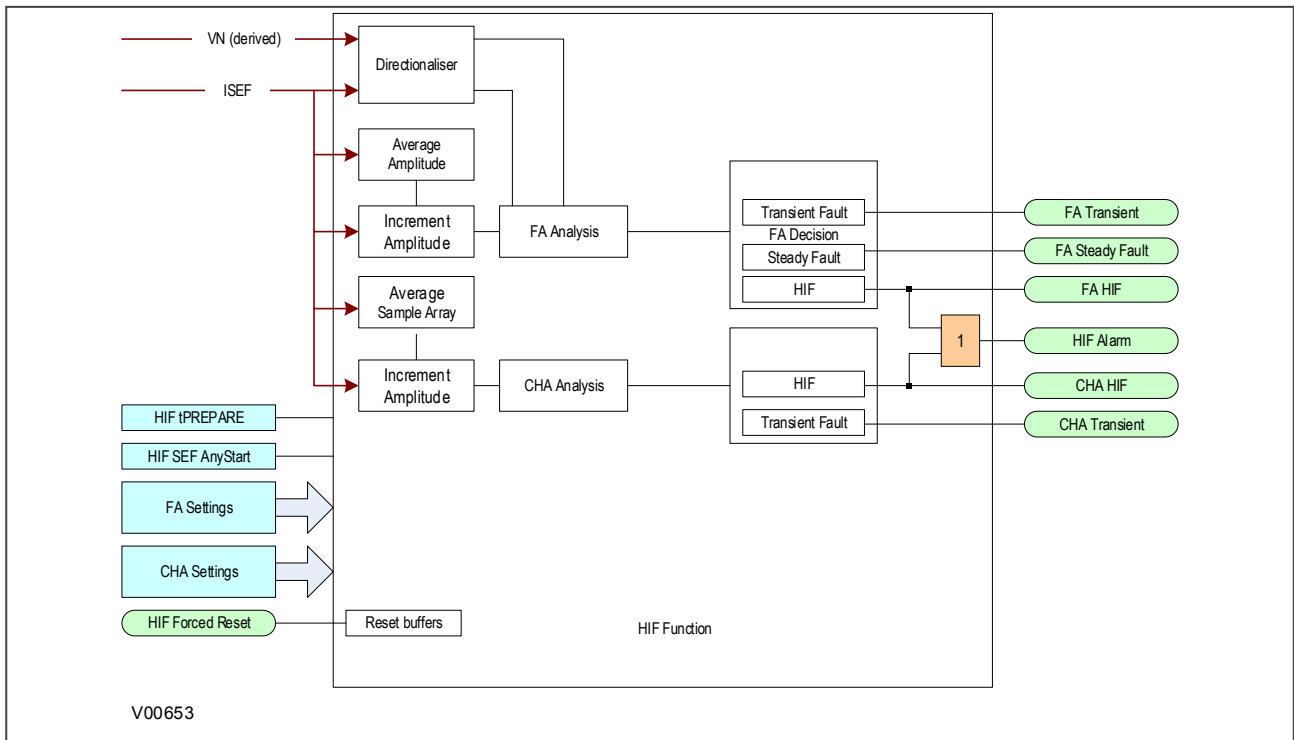 VN (derived)
Directionaliser
ISEF
Average
Amplitude
Increment
Amplitude
FA Analysis
Transient Fault
FA Decision
Steady Fault
HIF
FA Transient
FA Steady Fault
FA HIF
Average
Sample Array
1
HIF Alarm
Increment
Amplitude
CHA Analysis
HIF
Transient Fault
CHA HIF
CHA Transient
HIF tPREPARE
HIF SEF AnyStart
FA Settings
CHA Settings
HIF Forced Reset
Reset buffers
HIF Function
V00653